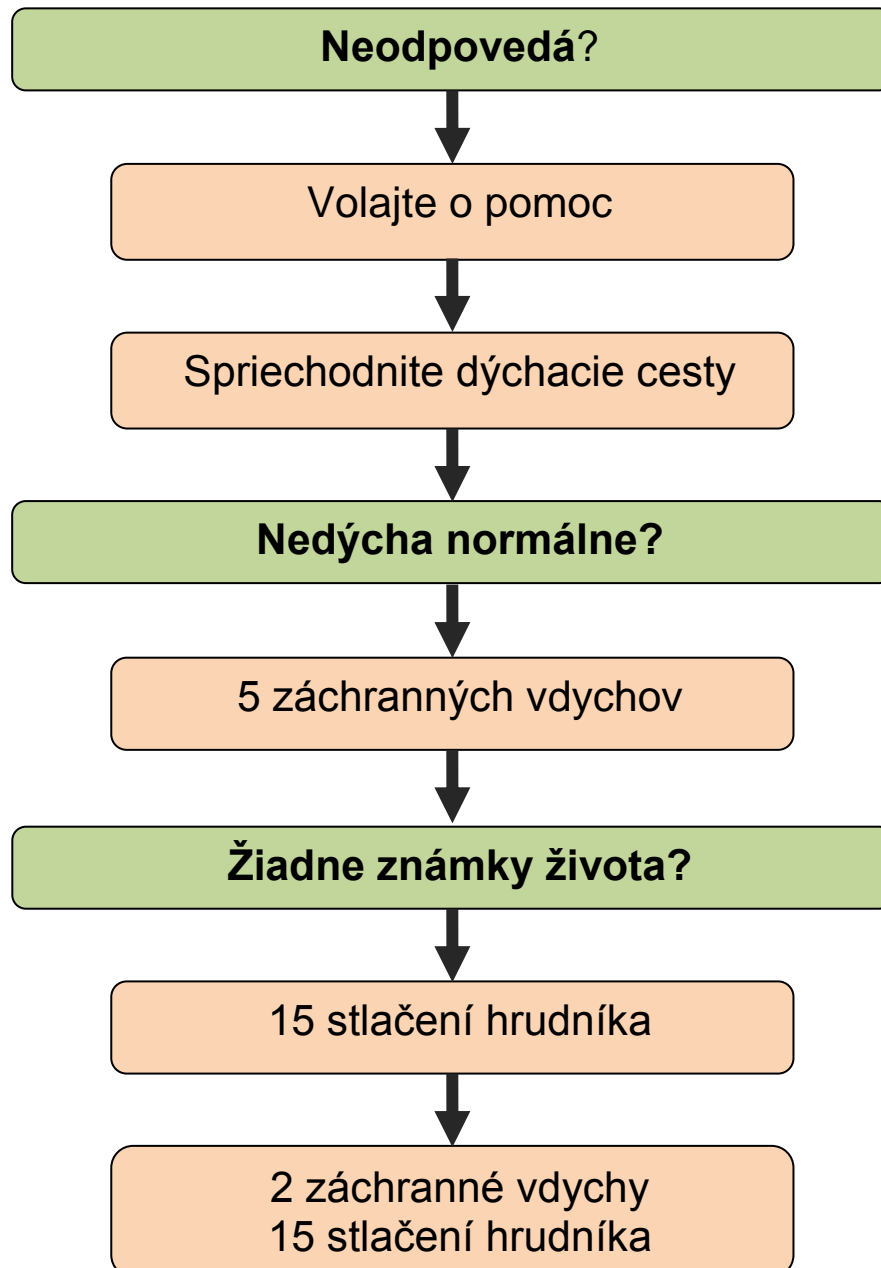 Neodpovedá?
Volajte o pomoc
Spriechodnite dýchacie cesty
Nedýcha normálne?
5 záchranných vdychov
Žiadne známky života?
15 stlačení hrudníka
2 záchranné vdychy
15 stlačení hrudníka